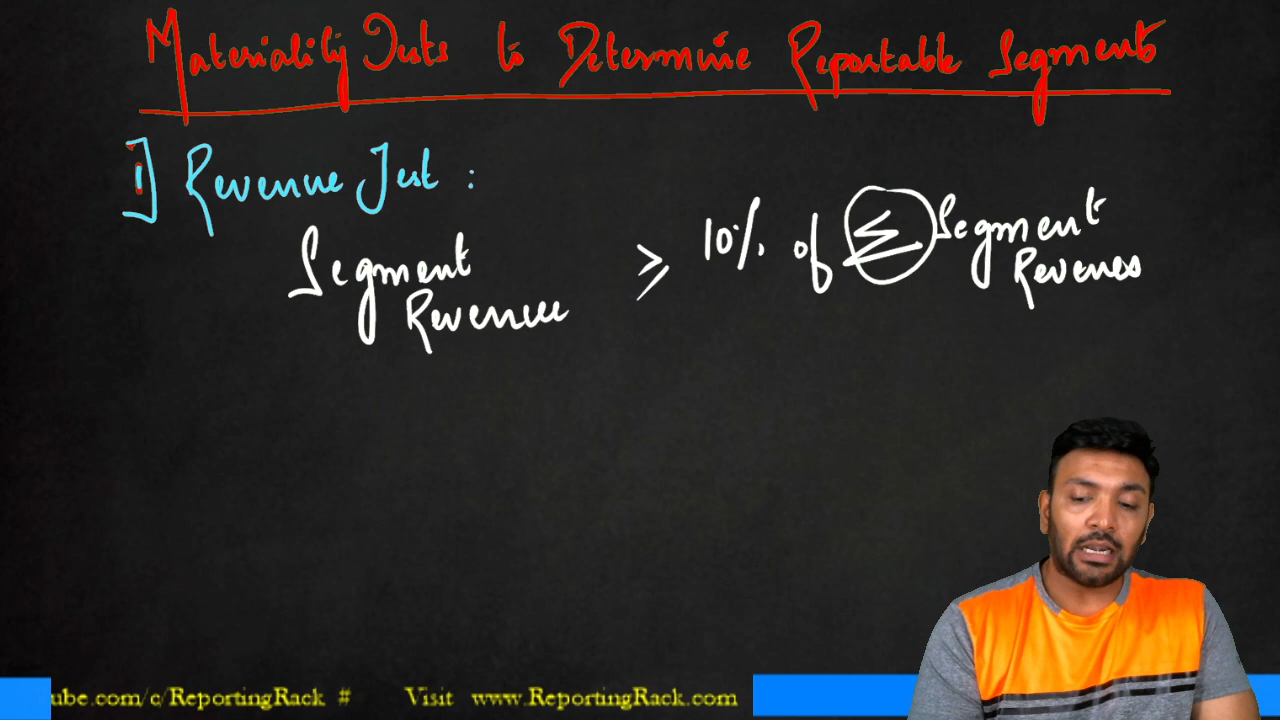 Materiality Tests to Determine Reportable Segments
1] Revenue Test :
Segment Revenue ≥ 10% of Σ Segment Revenues
ube.com/c/ReportingRack # Visit www.ReportingRack.com